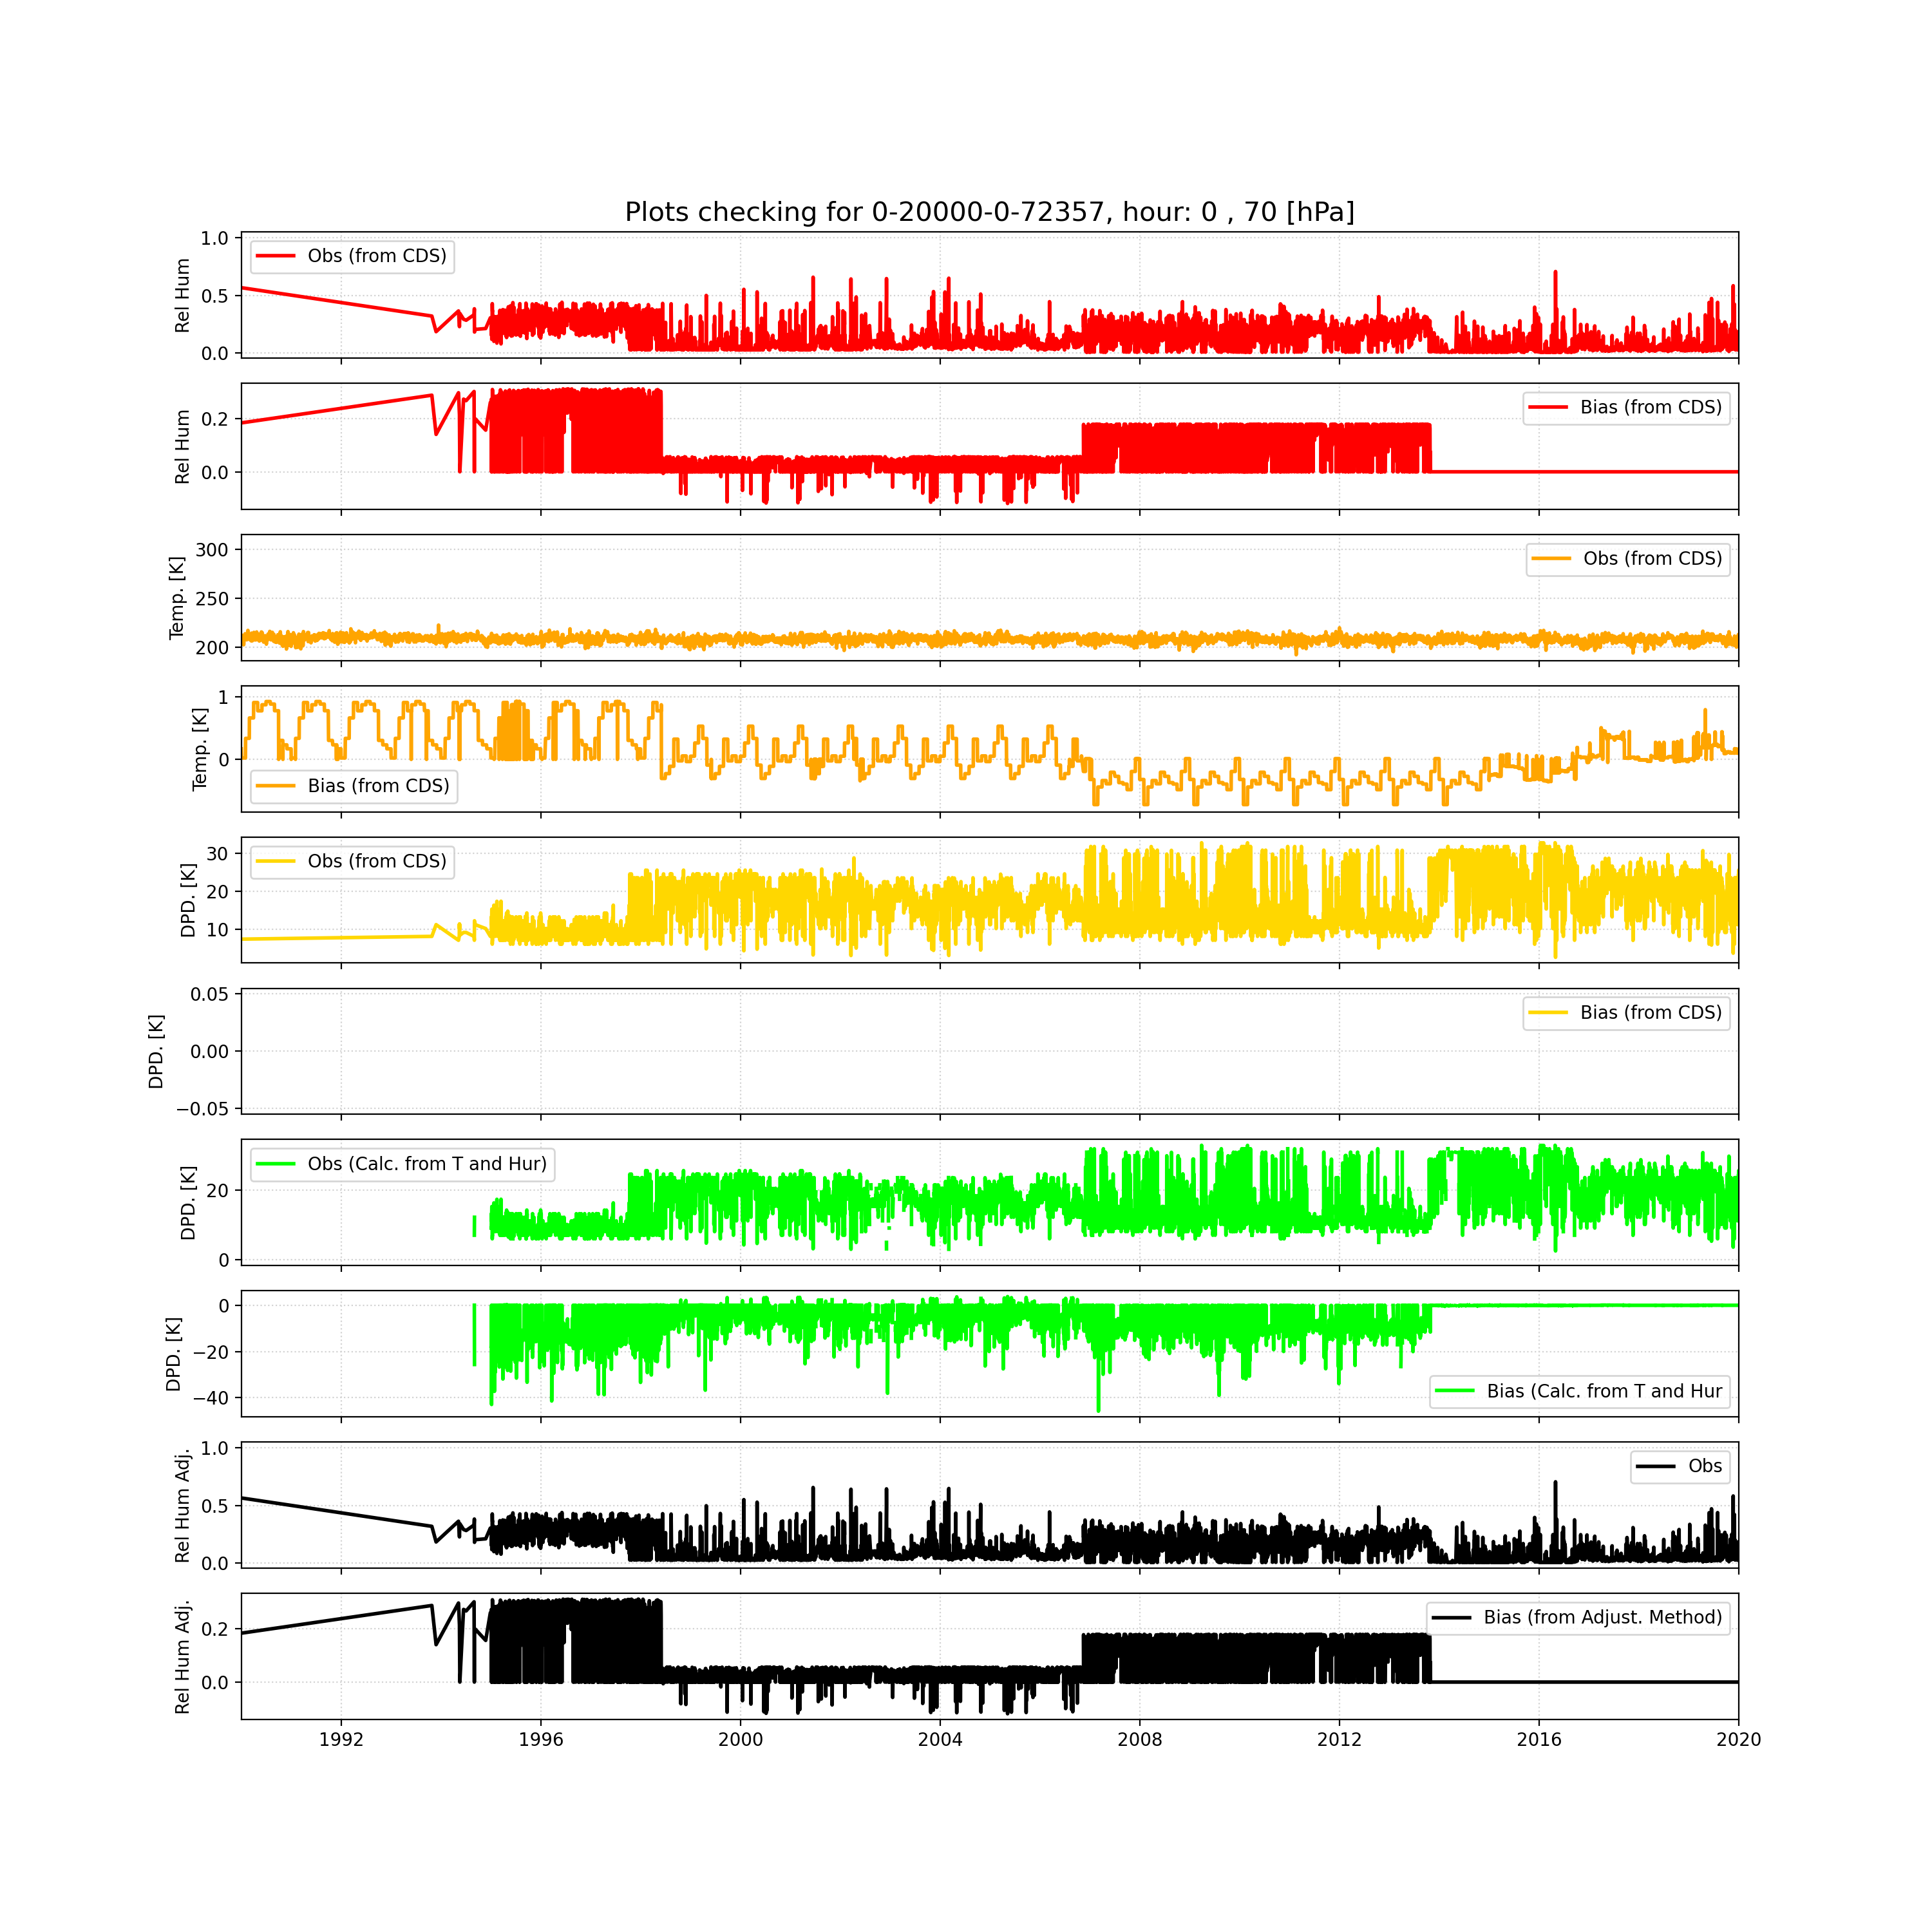 Plots checking for 0-20000-0-72357, hour: 0 , 70 [hPa]
1.0
0.5
0.0
Rel Hum
Obs (from CDS)
0.2
0.0
Rel Hum
Bias (from CDS)
300
250
200
Temp. [K]
Obs (from CDS)
1
0
Temp. [K]
Bias (from CDS)
30
20
10
DPD. [K]
Obs (from CDS)
0.05
0.00
−0.05
DPD. [K]
Bias (from CDS)
20
0
DPD. [K]
Obs (Calc. from T and Hur)
0
−20
−40
DPD. [K]
Bias (Calc. from T and Hur
1.0
0.5
0.0
Rel Hum Adj.
Obs
0.2
0.0
Rel Hum Adj.
Bias (from Adjust. Method)
1992 1996 2000 2004 2008 2012 2016 2020